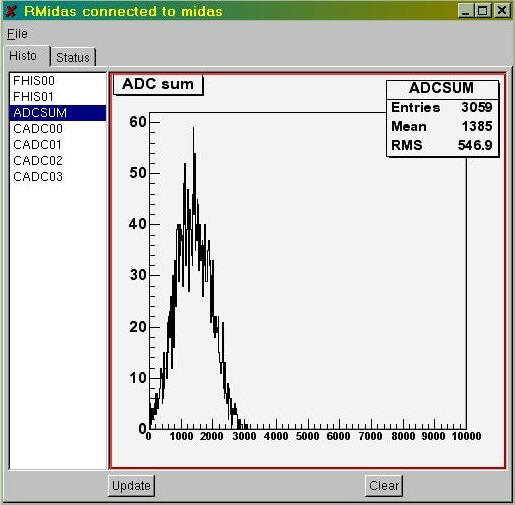 RMidas connected to midas
File
Histo Status
FHIS00
FHIS01
ADCSUM
CADC00
CADC01
CADC02
CADC03
ADC sum
ADCSUM
Entries 3059
Mean 1385
RMS 546.9
60
50
40
30
20
10
0
0 1000 2000 3000 4000 5000 6000 7000 8000 9000 10000
Update Clear